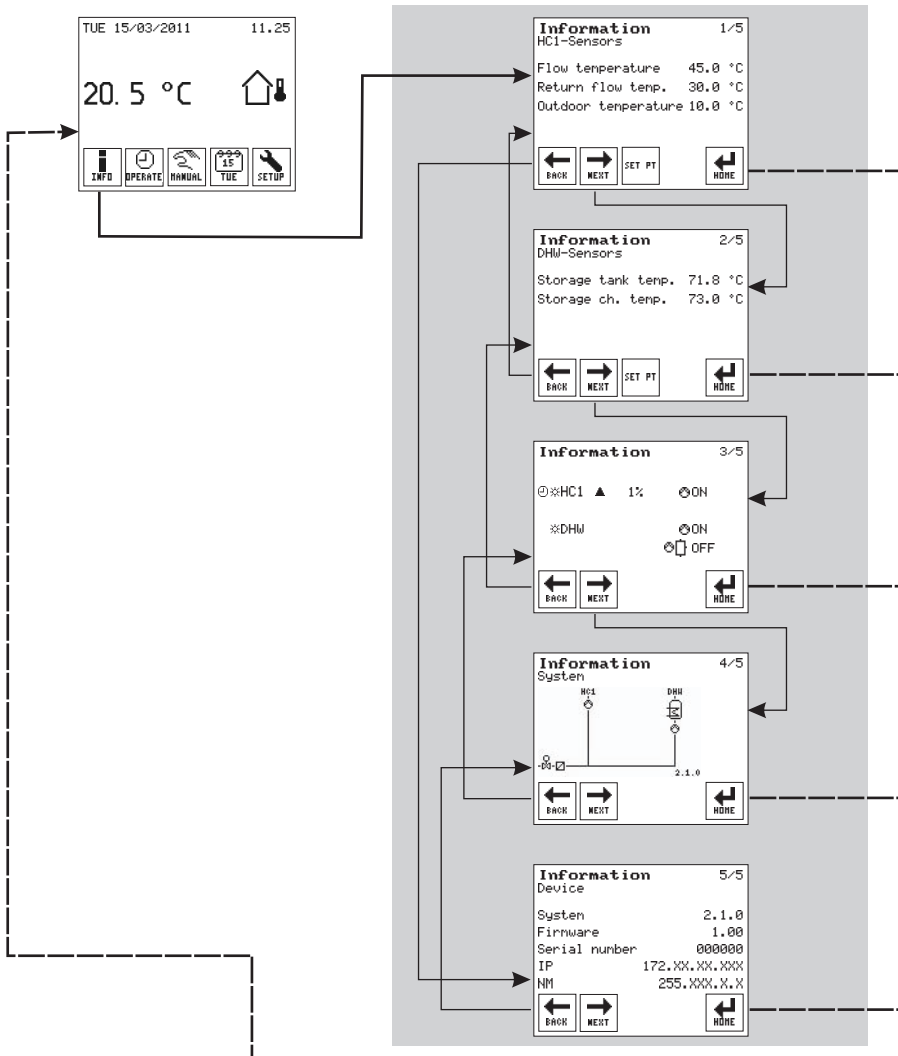 TUE 15/03/2011 11.25
20.5 °C
INFO OPERATE MANUAL 15 TUE SETUP
Information 1/5
HC1-Sensors
Flow temperature 45.0 °C
Return flow temp. 30.0 °C
Outdoor temperature 10.0 °C
BACK NEXT SET PT HOME
Information 2/5
DHW-Sensors
Storage tank temp. 71.8 °C
Storage ch. temp. 73.0 °C
BACK NEXT SET PT HOME
Information 3/5
HC1 ▲ 1% ON
DHW ON
OFF
BACK NEXT HOME
Information 4/5
System
HC1 DHW
2.1.0
BACK NEXT HOME
Information 5/5
Device
System 2.1.0
Firmware 1.00
Serial number 000000
IP 172.XX.XX.XXX
NM 255.XXX.X.X
BACK NEXT HOME